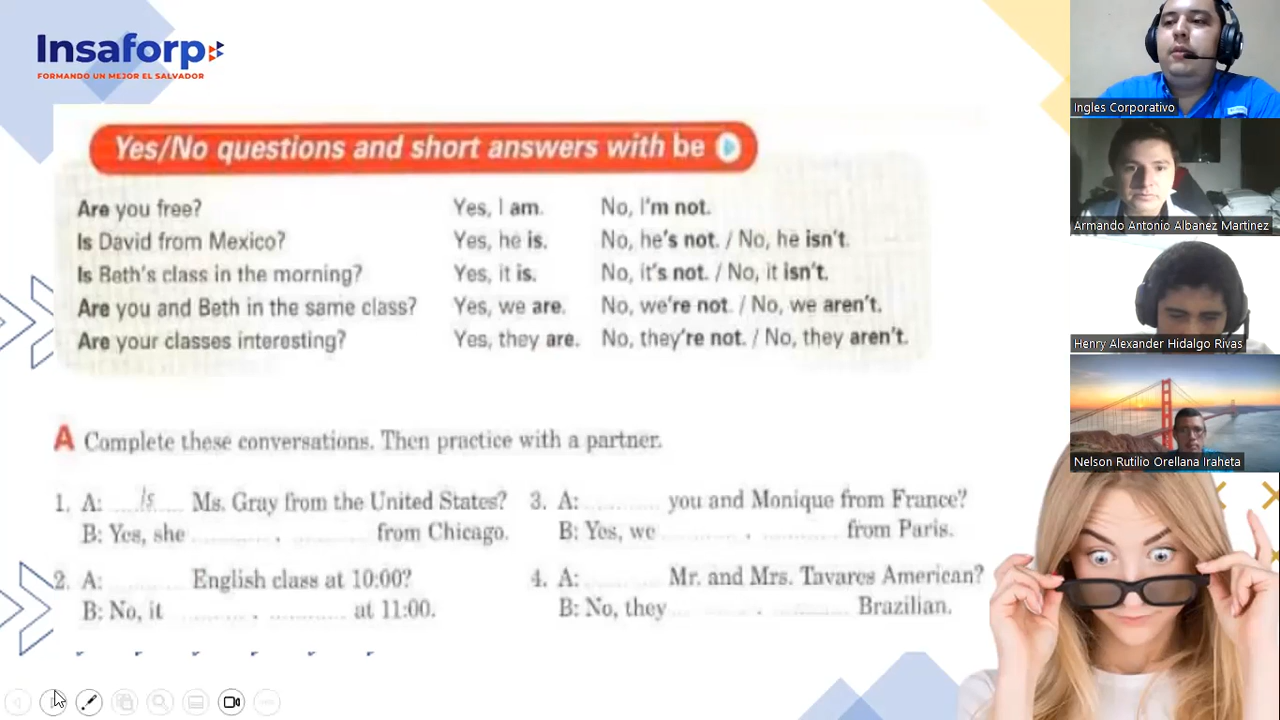 Insaforp
FORMANDO UN MEJOR EL SALVADOR
Yes/No questions and short answers with be
Are you free? Yes, I am. No, I'm not.
Is David from Mexico? Yes, he is. No, he's not. / No, he isn't.
Is Beth's class in the morning? Yes, it is. No, it's not. / No, it isn't.
Are you and Beth in the same class? Yes, we are. No, we're not. / No, we aren't.
Are your classes interesting? Yes, they are. No, they're not. / No, they aren't.
A Complete these conversations. Then practice with a partner.
1. A: Is Ms. Gray from the United States?
B: Yes, she ........ . ........ from Chicago.
2. A: ........ English class at 10:00?
B: No, it ........ . ........ at 11:00.
3. A: ........ you and Monique from France?
B: Yes, we ........ . ........ from Paris.
4. A: ........ Mr. and Mrs. Tavares American?
B: No, they ........ . ........ Brazilian.
Ingles Corporativo
Armando Antonio Albanez Martinez
Henry Alexander Hidalgo Rivas
Nelson Rutilio Orellana Iraheta